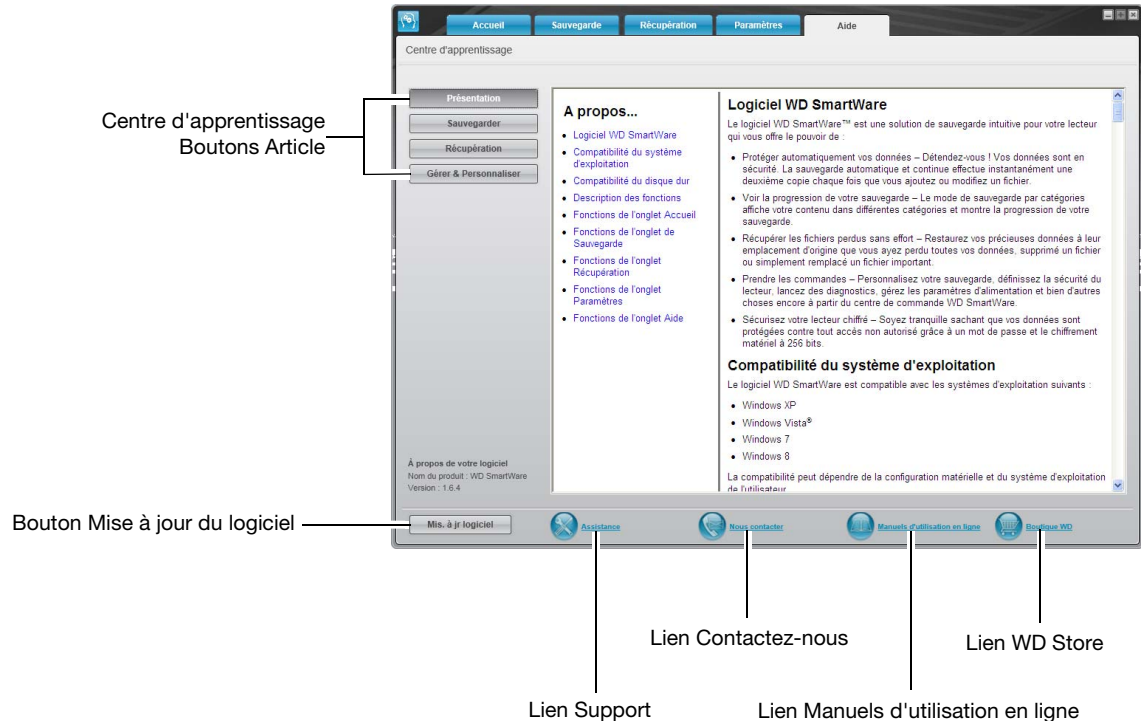 Accueil
Sauvegarde
Récupération
Paramètres
Aide
Centre d'apprentissage
Centre d'apprentissage
Boutons Article
Présentation
Sauvegarder
Récupération
Gérer & Personnaliser
A propos...
• Logiciel WD SmartWare
• Compatibilité du système
d'exploitation
• Compatibilité du disque dur
• Description des fonctions
• Fonctions de l'onglet Accueil
• Fonctions de l'onglet de
Sauvegarde
• Fonctions de l'onglet
Récupération
• Fonctions de l'onglet
Paramètres
• Fonctions de l'onglet Aide
Logiciel WD SmartWare
Le logiciel WD SmartWare™ est une solution de sauvegarde intuitive pour votre lecteur
qui vous offre le pouvoir de :
• Protéger automatiquement vos données – Détendez-vous ! Vos données sont en
sécurité. La sauvegarde automatique et continue effectue instantanément une
deuxième copie chaque fois que vous ajoutez ou modifiez un fichier.
• Voir la progression de votre sauvegarde – Le mode de sauvegarde par catégories
affiche votre contenu dans différentes catégories et montre la progression de votre
sauvegarde.
• Récupérer les fichiers perdus sans effort – Restaurez vos précieuses données à leur
emplacement d'origine que vous ayez perdu toutes vos données, supprimé un fichier
ou simplement remplacé un fichier important.
• Prendre les commandes – Personnalisez votre sauvegarde, définissez la sécurité du
lecteur, lancez des diagnostics, gérez les paramètres d'alimentation et bien d'autres
choses encore à partir du centre de commande WD SmartWare.
• Sécurisez votre lecteur chiffré – Soyez tranquille sachant que vos données sont
protégées contre tout accès non autorisé grâce à un mot de passe et le chiffrement
matériel à 256 bits.
Compatibilité du système d'exploitation
Le logiciel WD SmartWare est compatible avec les systèmes d'exploitation suivants :
• Windows XP
• Windows Vista®
• Windows 7
• Windows 8
La compatibilité peut dépendre de la configuration matérielle et du système d'exploitation
de l'utilisateur.
À propos de votre logiciel
Nom du produit : WD SmartWare
Version : 1.6.4
Bouton Mise à jour du logiciel
Mis. à jr logiciel
Assistance
Nous contacter
Manuels d'utilisation en ligne
Boutique WD
Lien Contactez-nous
Lien WD Store
Lien Support
Lien Manuels d'utilisation en ligne